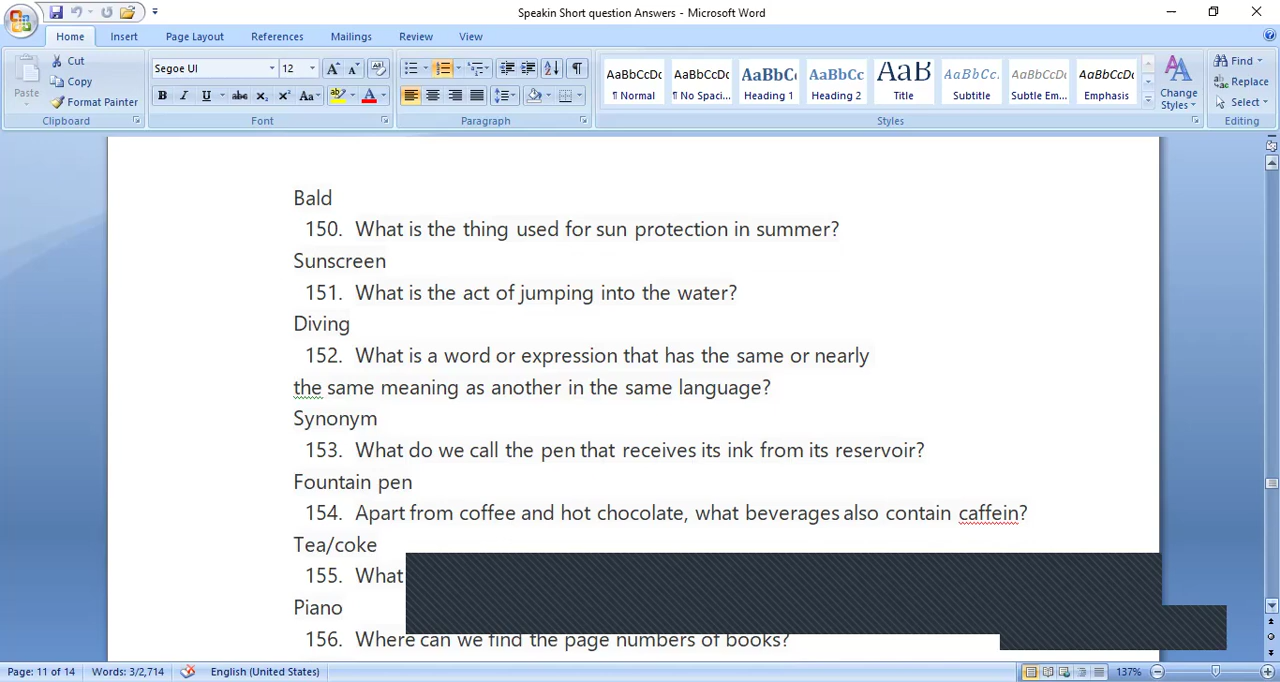 Speakin Short question Answers - Microsoft Word
Home Insert Page Layout References Mailings Review View
Paste
Cut
Copy
Format Painter
Clipboard
Segoe UI 12
Font
Paragraph
AaBbCcDc AaBbCcDc AaBbC AaBbCc AaB AaBbCc. AaBbCcDc AaBbCcDc
¶ Normal ¶ No Spaci... Heading 1 Heading 2 Title Subtitle Subtle Em... Emphasis
Change Styles
Styles
Find
Replace
Select
Editing
Bald
150. What is the thing used for sun protection in summer?
Sunscreen
151. What is the act of jumping into the water?
Diving
152. What is a word or expression that has the same or nearly
the same meaning as another in the same language?
Synonym
153. What do we call the pen that receives its ink from its reservoir?
Fountain pen
154. Apart from coffee and hot chocolate, what beverages also contain caffein?
Tea/coke
155. What
Piano
156. Where can we find the page numbers of books?
Page: 11 of 14 Words: 3/2,714 English (United States) 137%